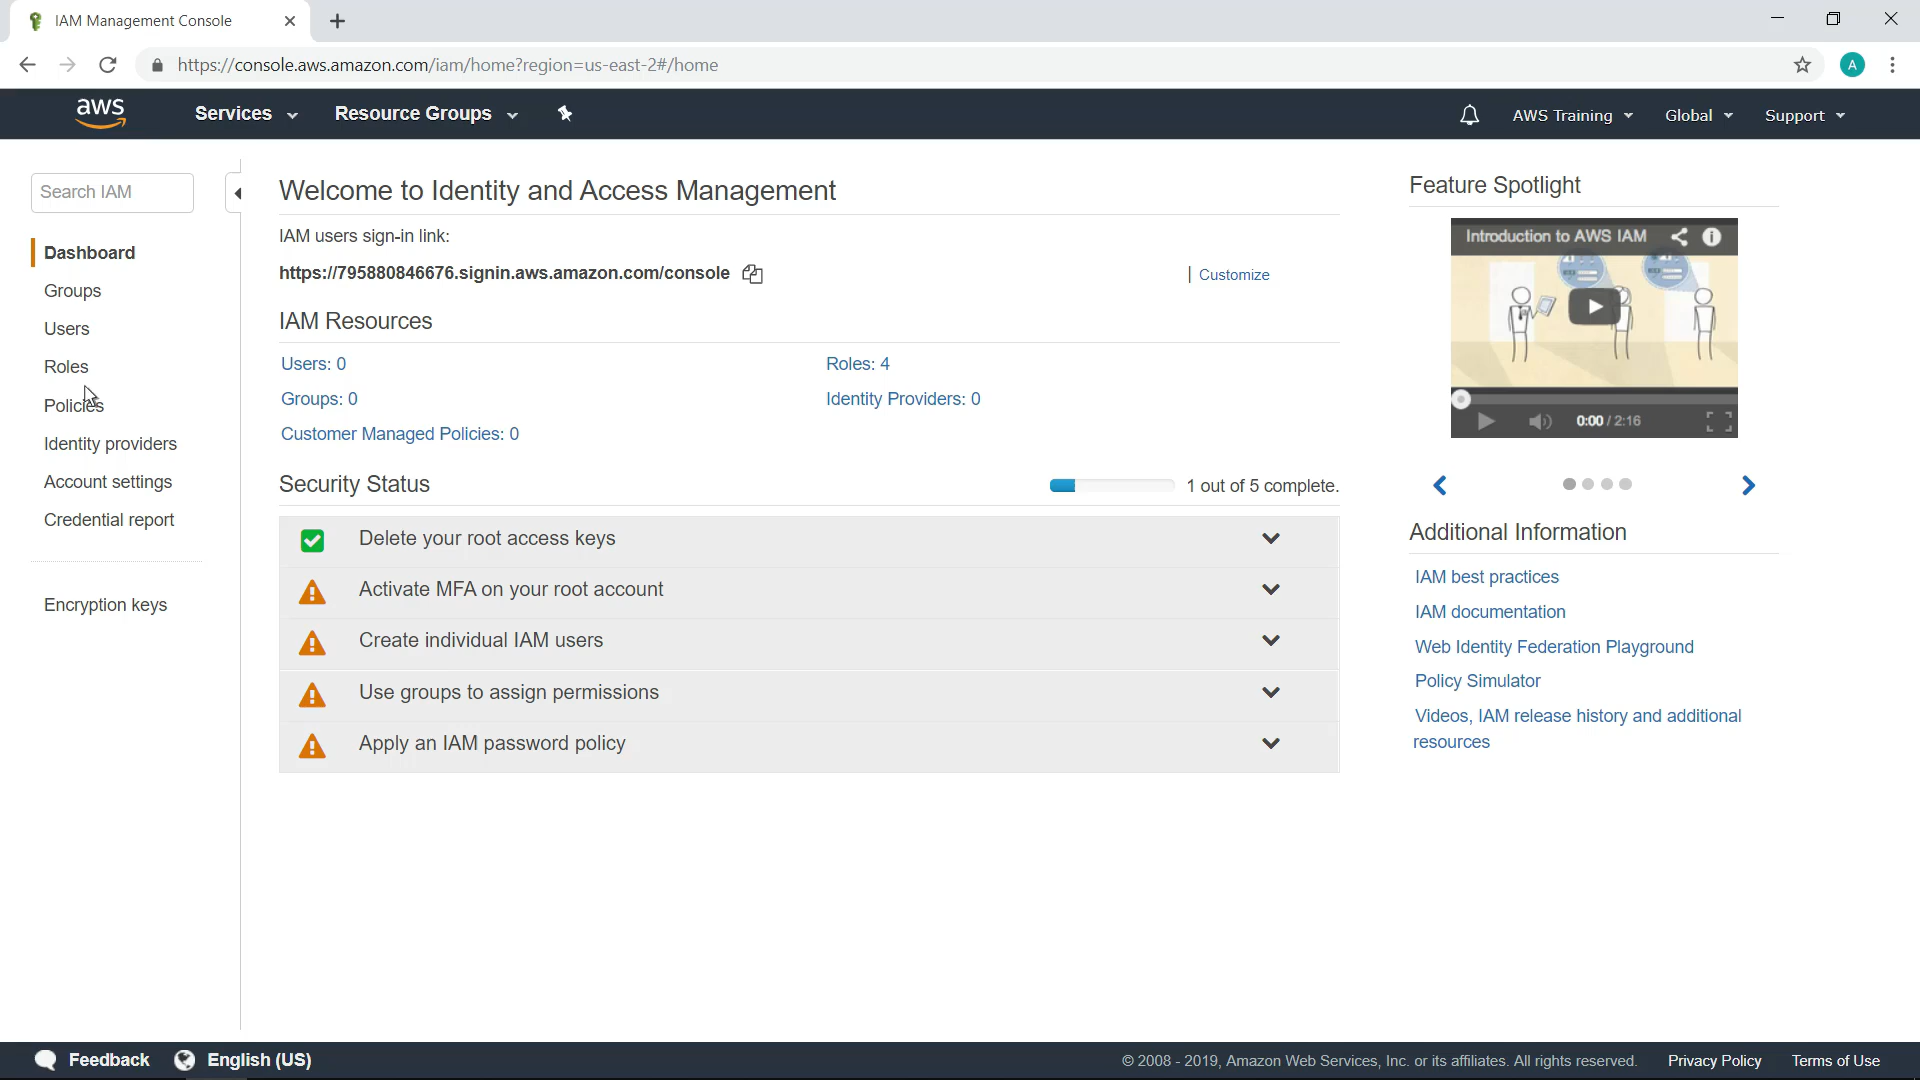 IAM Management Console
https://console.aws.amazon.com/iam/home?region=us-east-2#/home
aws
Services
Resource Groups
AWS Training
Global
Support
Search IAM
Dashboard
Groups
Users
Roles
Policies
Identity providers
Account settings
Credential report
Encryption keys
Welcome to Identity and Access Management
IAM users sign-in link:
https://795880846676.signin.aws.amazon.com/console
| Customize
IAM Resources
Users: 0
Roles: 4
Groups: 0
Identity Providers: 0
Customer Managed Policies: 0
Security Status
1 out of 5 complete.
Delete your root access keys
Activate MFA on your root account
Create individual IAM users
Use groups to assign permissions
Apply an IAM password policy
Feature Spotlight
Introduction to AWS IAM
0:00 / 2:16
Additional Information
IAM best practices
IAM documentation
Web Identity Federation Playground
Policy Simulator
Videos, IAM release history and additional
resources
Feedback
English (US)
© 2008 - 2019, Amazon Web Services, Inc. or its affiliates. All rights reserved.
Privacy Policy
Terms of Use
A